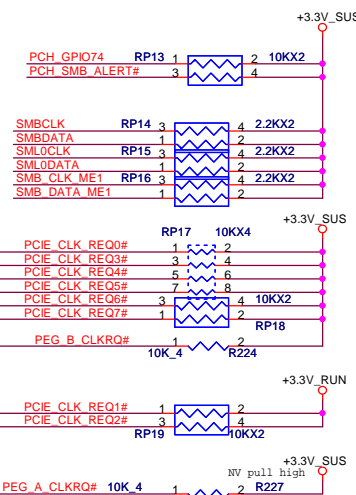 +3.3V_SUS
PCH_GPIO74 RP13 1 2 10KX2
PCH_SMB_ALERT# 3 4
SMBCLK RP14 3 4 2.2KX2
SMBDATA 1 2
SML0CLK RP15 3 4 2.2KX2
SML0DATA 1 2
SMB_CLK_ME1 RP16 3 4 2.2KX2
SMB_DATA_ME1 1 2
+3.3V_SUS
RP17 10KX4
PCIE_CLK_REQ0# 1 2
PCIE_CLK_REQ3# 3 4
PCIE_CLK_REQ4# 5 6
PCIE_CLK_REQ5# 7 8
PCIE_CLK_REQ6# 3 4 10KX2
PCIE_CLK_REQ7# 1 2
RP18
PEG_B_CLKRQ# 1 2
10K_4 R224
+3.3V_RUN
PCIE_CLK_REQ1# 1 2
PCIE_CLK_REQ2# 3 4
RP19 10KX2
+3.3V_SUS
NV pull high
PEG_A_CLKRQ# 10K_4 1 2 R227